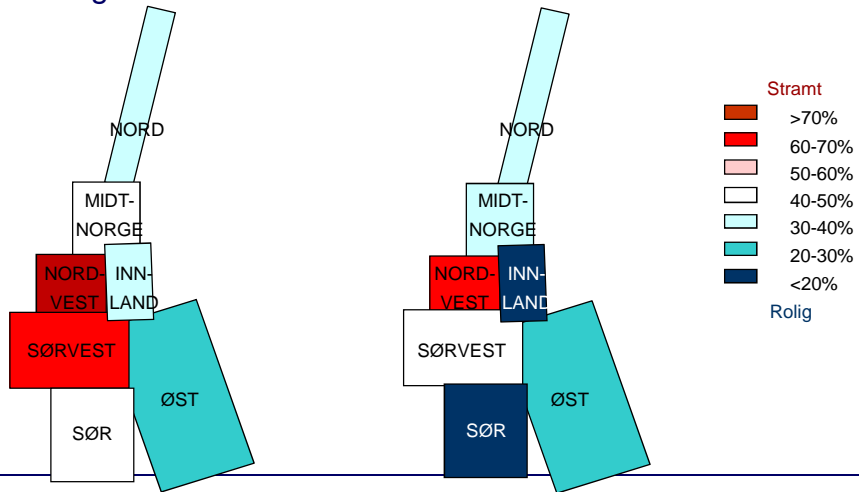 NORD
MIDT-
NORGE
NORD-
VEST
INN-
LAND
SØRVEST
ØST
SØR
NORD
MIDT-
NORGE
NORD-
VEST
INN-
LAND
SØRVEST
ØST
SØR
Stramt
>70%
60-70%
50-60%
40-50%
30-40%
20-30%
<20%
Rolig